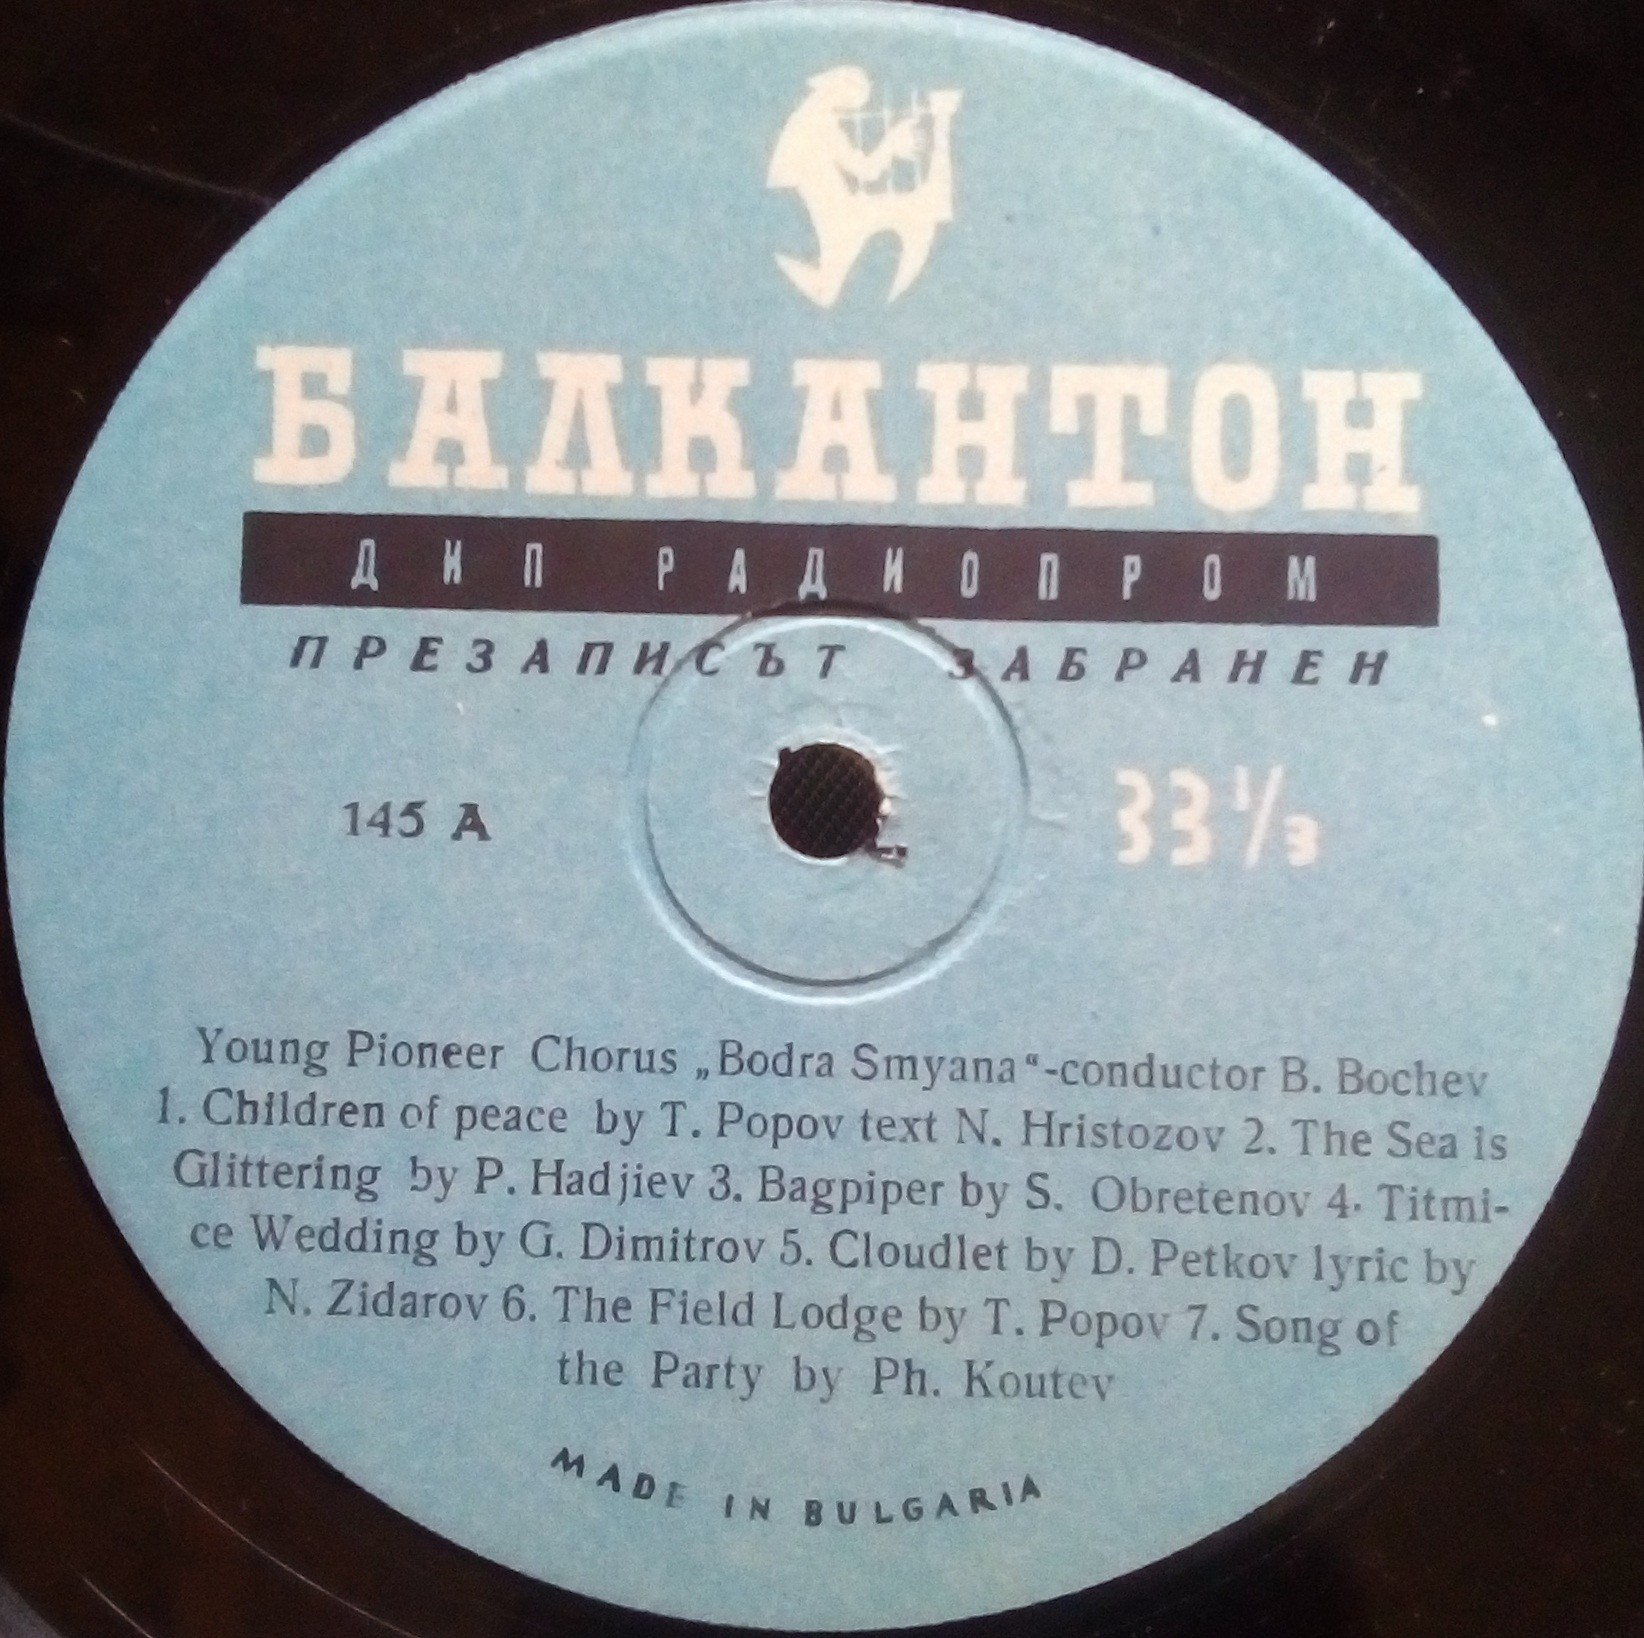 БАЛКАНТОН
ДИП РАДИОПРОМ
ПРЕЗАПИСЪТ ЗАБРАНЕН
145 А 33 1/3
Young Pioneer Chorus „Bodra Smyana“-conductor B. Bochev
1. Children of peace by T. Popov text N. Hristozov 2. The Sea is
Glittering by P. Hadjiev 3. Bagpiper by S. Obretenov 4. Titmi-
ce Wedding by G. Dimitrov 5. Cloudlet by D. Petkov lyric by
N. Zidarov 6. The Field Lodge by T. Popov 7. Song of
the Party by Ph. Koutev
MADE IN BULGARIA